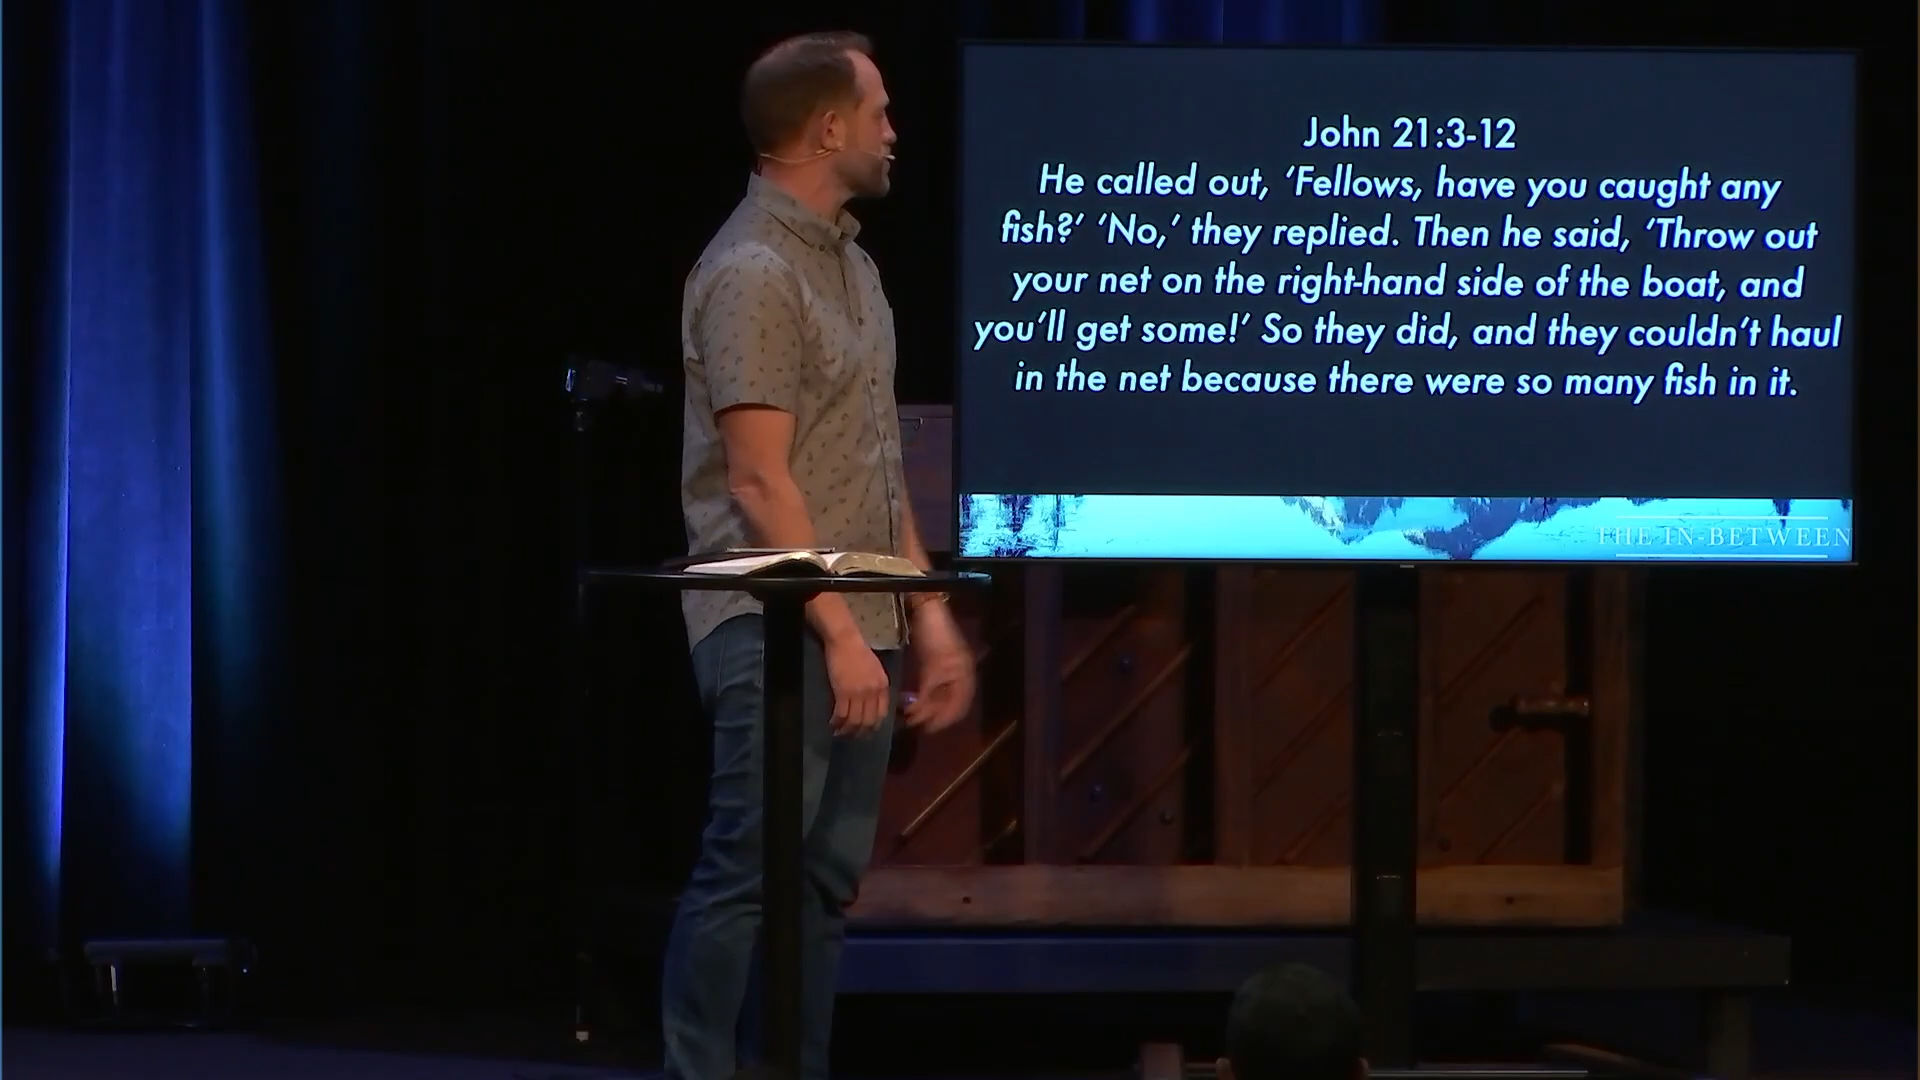 John 21:3-12
He called out, ‘Fellows, have you caught any
fish?’ ‘No,’ they replied. Then he said, ‘Throw out
your net on the right-hand side of the boat, and
you’ll get some!’ So they did, and they couldn’t haul
in the net because there were so many fish in it.
THE IN-BETWEEN